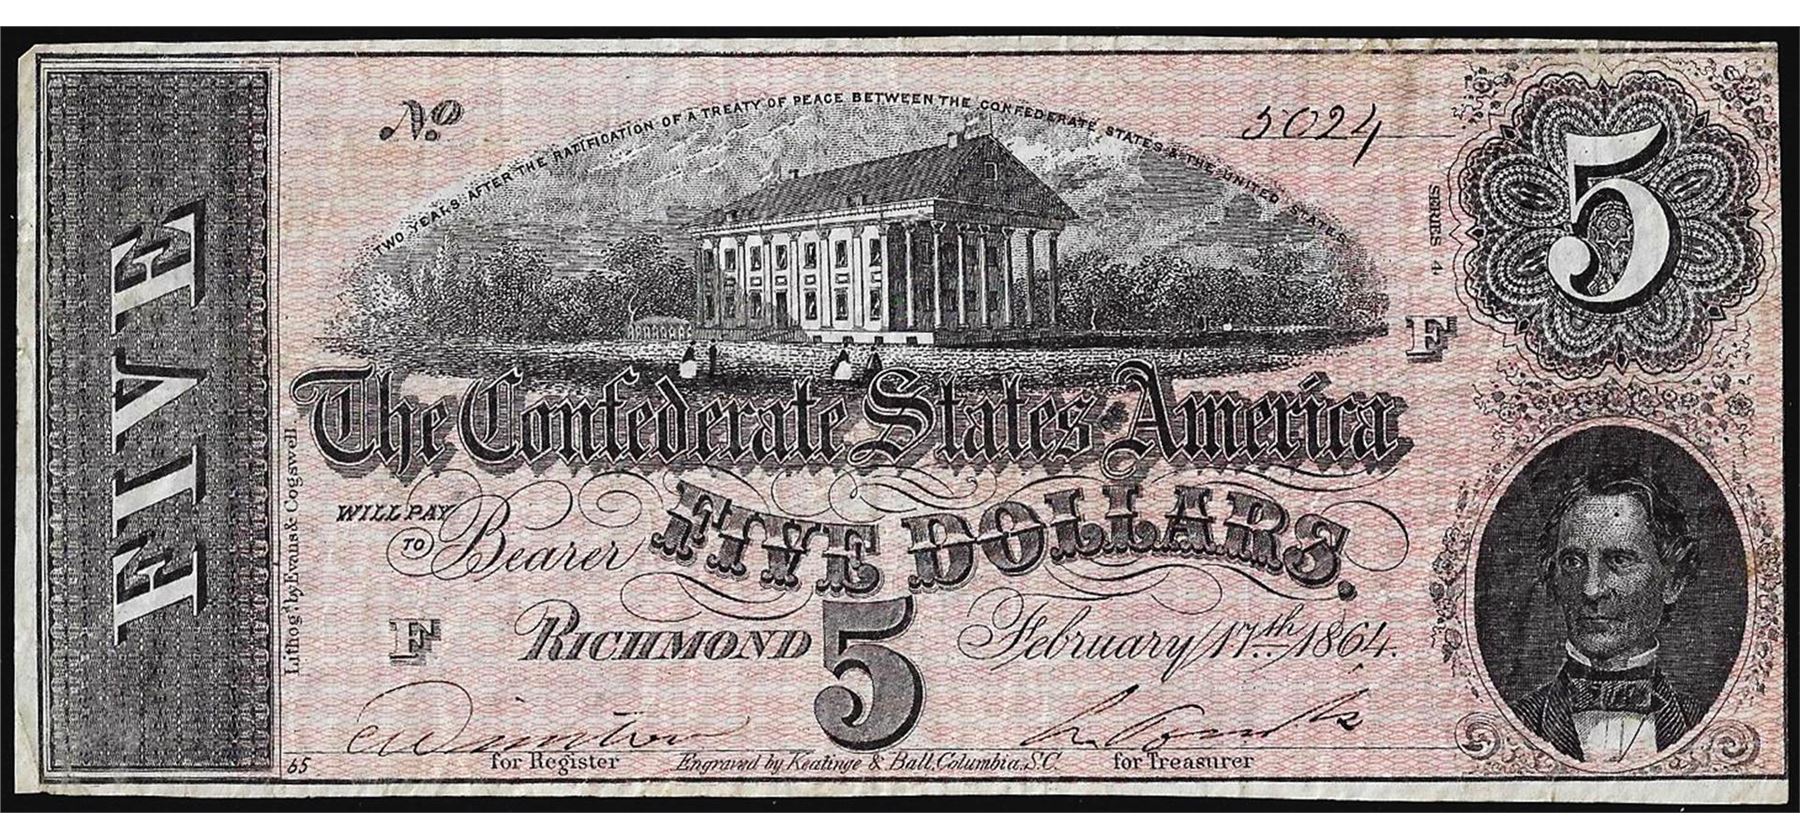 FIVE
No
5024
TWO YEARS AFTER THE RATIFICATION OF A TREATY OF PEACE BETWEEN THE CONFEDERATE STATES & THE UNITED STATES
5
SERIES 4
F
The Confederate States of America
WILL PAY
TO Bearer FIVE DOLLARS.
F RICHMOND 5 February 17th 1864.
Lithog'd by Evans & Cogswell
65
for Register
Engraved by Keatinge & Ball, Columbia, S.C.
for Treasurer